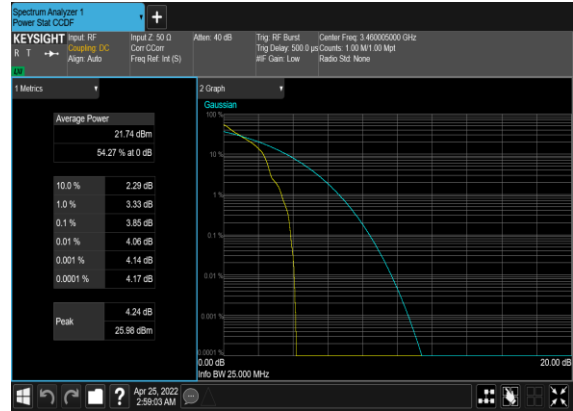 Spectrum Analyzer 1
Power Stat CCDF
KEYSIGHT
R T
LXI
Input: RF
Coupling: DC
Align: Auto
Input Z: 50 Ω
Corr CCorr
Freq Ref: Int (S)
Atten: 40 dB
Trig: RF Burst
Trig Delay: 500.0 µs
#IF Gain: Low
Center Freq: 3.460005000 GHz
Counts: 1.00 M/1.00 Mpt
Radio Std: None
1 Metrics
Average Power
21.74 dBm
54.27 % at 0 dB
10.0 % 2.29 dB
1.0 % 3.33 dB
0.1 % 3.85 dB
0.01 % 4.06 dB
0.001 % 4.14 dB
0.0001 % 4.17 dB
Peak
4.24 dB
25.98 dBm
2 Graph
Gaussian
100 %
10 %
1 %
0.1 %
0.01 %
0.001 %
0.0001 %
0.00 dB
20.00 dB
Info BW 25.000 MHz
?
Apr 25, 2022
2:59:03 AM